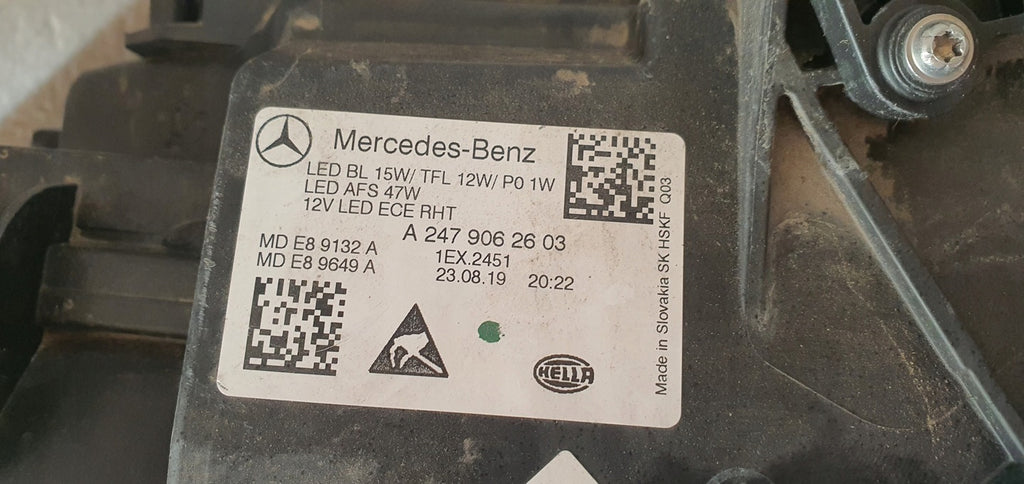 Mercedes-Benz
LED BL 15W/ TFL 12W/ P0 1W
LED AFS 47W
12V LED ECE RHT
A 247 906 26 03
MD E8 9132 A
1EX.2451
MD E8 9649 A
23.08.19 20:22
HELLA
Made in Slovakia SK HSKF Q03